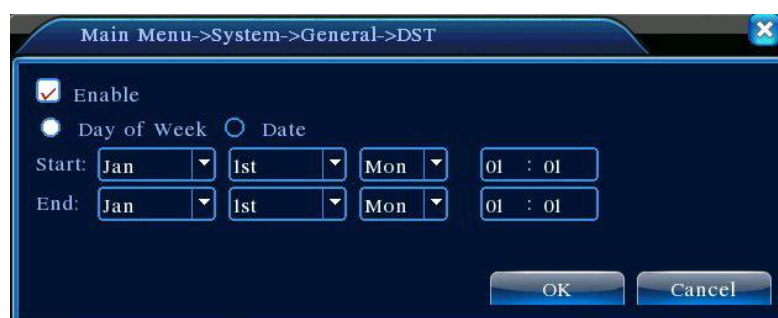 Main Menu->System->General->DST
Enable
Day of Week Date
Start: Jan 1st Mon 01 : 01
End: Jan 1st Mon 01 : 01
OK Cancel